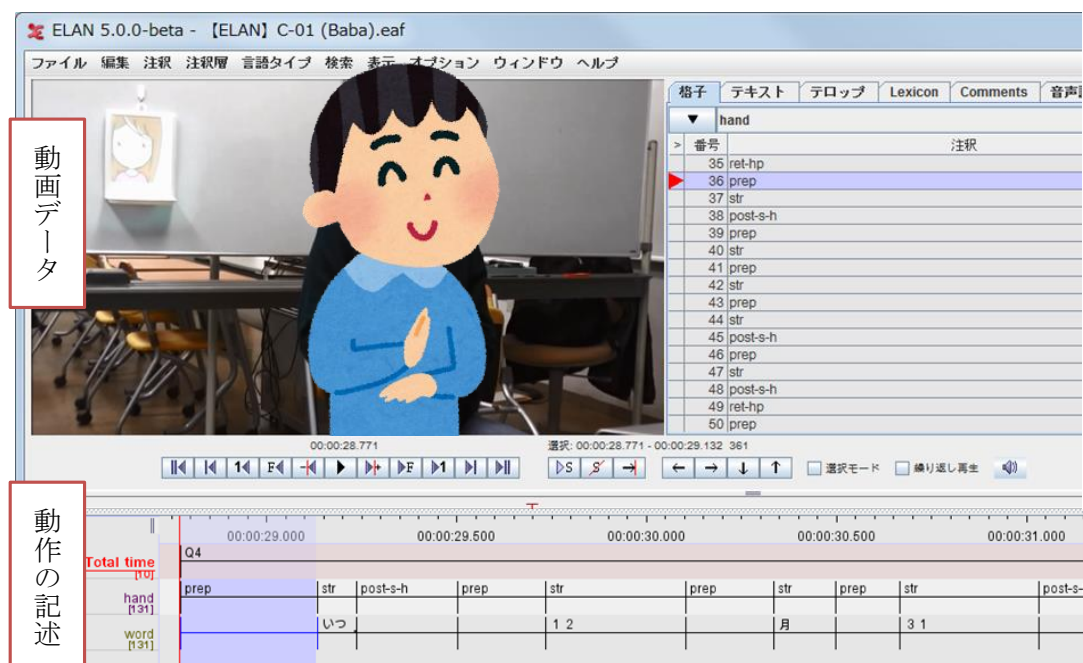 ELAN 5.0.0-beta - 【ELAN】C-01 (Baba).eaf
ファイル 編集 注釈 注釈層 言語タイプ 検索 表示 オプション ウィンドウ ヘルプ
動画データ
格子 テキスト テロップ Lexicon Comments 音声
▼ hand
> 番号 注釈
35 ret-hp
36 prep
37 str
38 post-s-h
39 prep
40 str
41 prep
42 str
43 prep
44 str
45 post-s-h
46 prep
47 str
48 post-s-h
49 ret-hp
50 prep
00:00:28.771 選択: 00:00:28.771 - 00:00:29.132 361
1 F F 1 S S 選択モード 繰り返し再生
動作の記述
00:00:29.000 00:00:29.500 00:00:30.000 00:00:30.500 00:00:31.000
Total time [10] Q4
hand [131] prep str post-s-h prep str prep str prep str post-s-
word [131] いつ 12 月 31